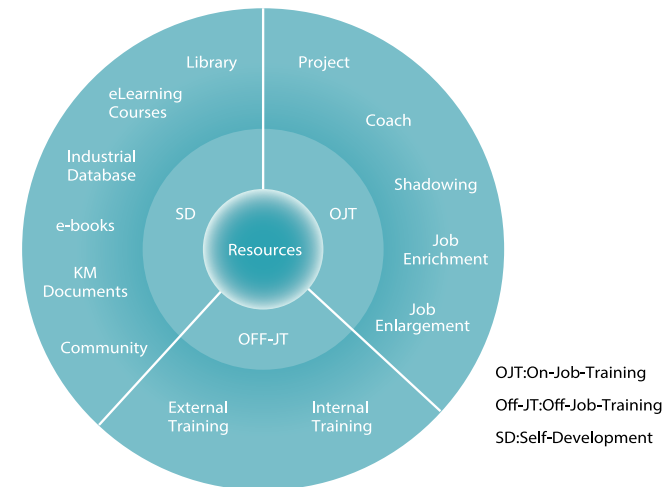 Library
Project
eLearning
Courses
Coach
Industrial
Database
Shadowing
SD
OJT
e-books
Resources
Job
Enrichment
KM
Documents
Job
Enlargement
Community
OFF-JT
External
Training
Internal
Training
OJT:On-Job-Training
Off-JT:Off-Job-Training
SD:Self-Development